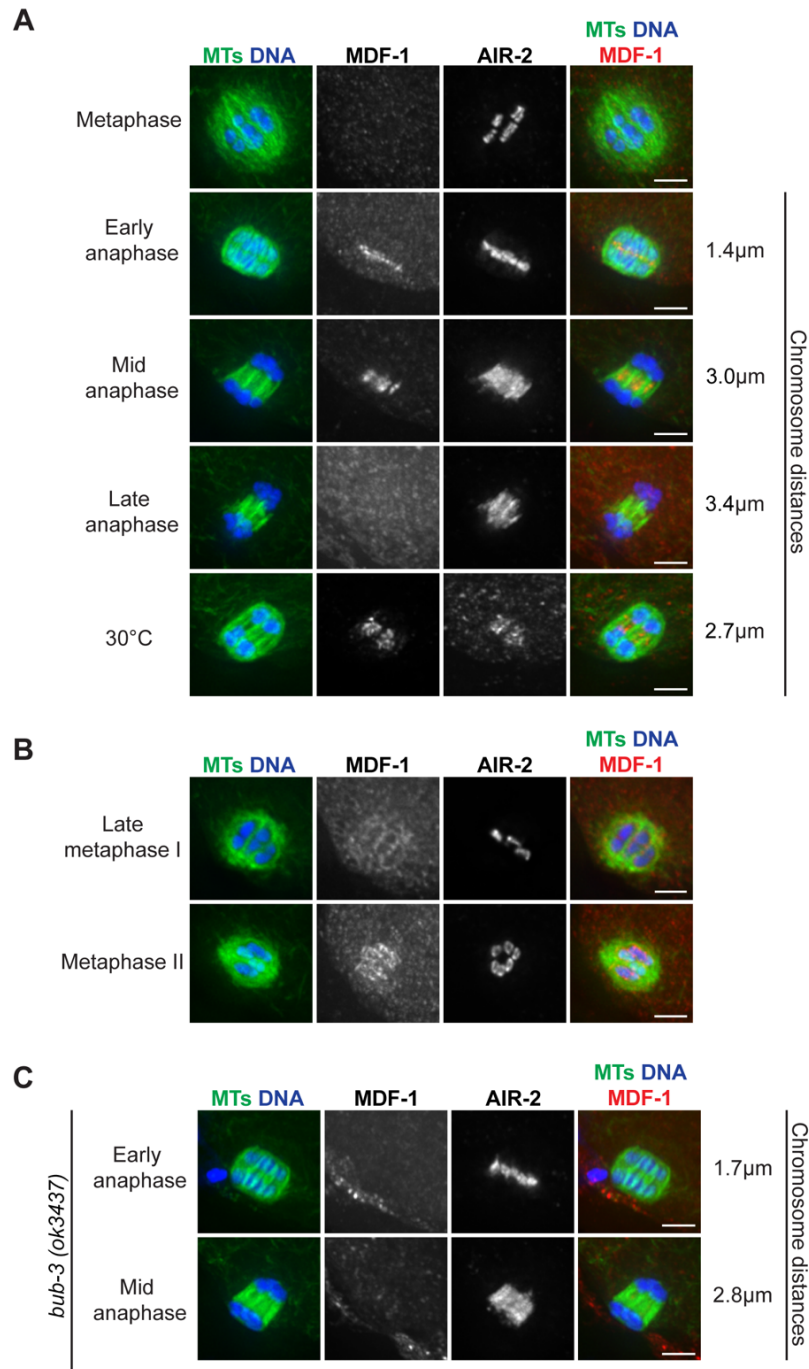 A
MTs DNA MDF-1 AIR-2 MTs DNA
MDF-1
Metaphase
Early
anaphase
1.4µm
Mid
anaphase
3.0µm
Late
anaphase
3.4µm
30°C
2.7µm
Chromosome distances
B
MTs DNA MDF-1 AIR-2 MTs DNA
MDF-1
Late
metaphase I
Metaphase II
C
MTs DNA MDF-1 AIR-2 MTs DNA
MDF-1
bub-3 (ok3437)
Early
anaphase
1.7µm
Mid
anaphase
2.8µm
Chromosome distances